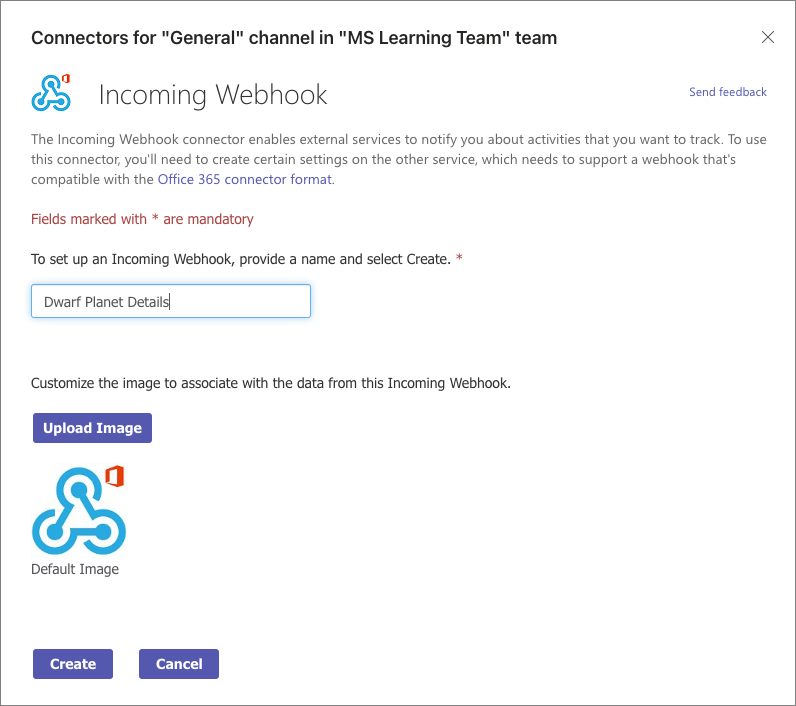 Connectors for "General" channel in "MS Learning Team" team
Incoming Webhook
Send feedback
The Incoming Webhook connector enables external services to notify you about activities that you want to track. To use
this connector, you'll need to create certain settings on the other service, which needs to support a webhook that's
compatible with the Office 365 connector format.
Fields marked with * are mandatory
To set up an Incoming Webhook, provide a name and select Create. *
Dwarf Planet Details
Customize the image to associate with the data from this Incoming Webhook.
Upload Image
Default Image
Create
Cancel